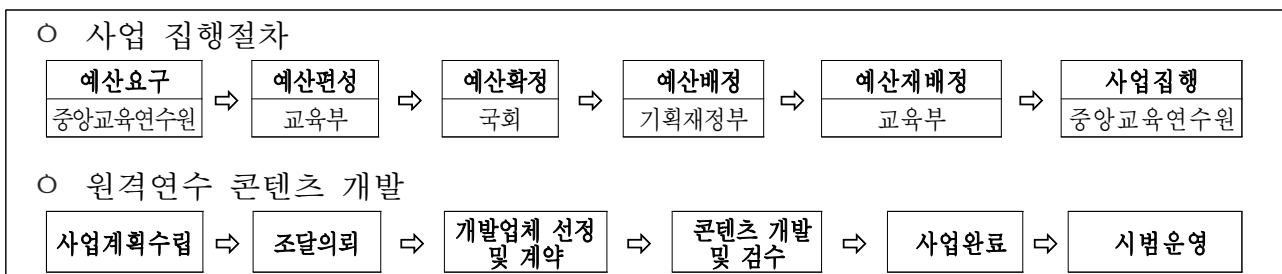 ㅇ 사업 집행절차
예산요구 ⇨ 예산편성 ⇨ 예산확정 ⇨ 예산배정 ⇨ 예산재배정 ⇨ 사업집행
중앙교육연수원 교육부 국회 기획재정부 교육부 중앙교육연수원
ㅇ 원격연수 콘텐츠 개발
사업계획수립 ⇨ 조달의뢰 ⇨ 개발업체 선정 및 계약 ⇨ 콘텐츠 개발 및 검수 ⇨ 사업완료 ⇨ 시범운영